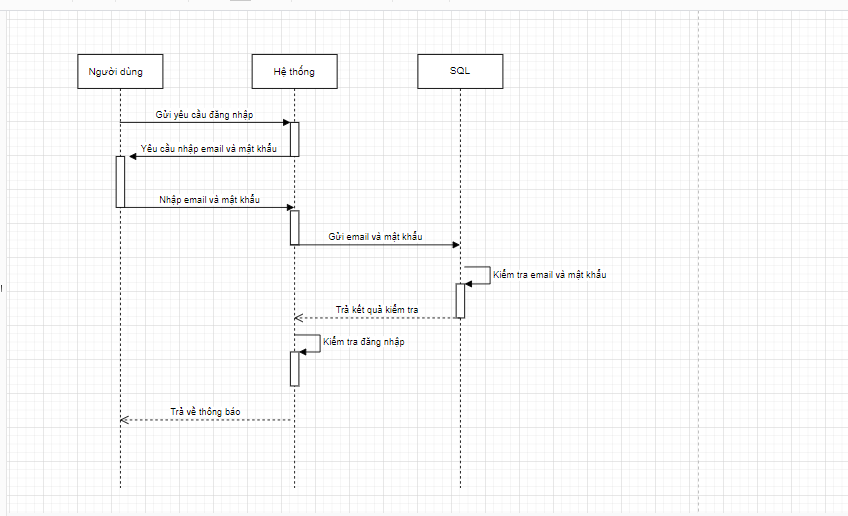 Người dùng
Hệ thống
SQL
Gửi yêu cầu đăng nhập
Yêu cầu nhập email và mật khẩu
Nhập email và mật khẩu
Gửi email và mật khẩu
Kiểm tra email và mật khẩu
Trả kết quả kiểm tra
Kiểm tra đăng nhập
Trả về thông báo